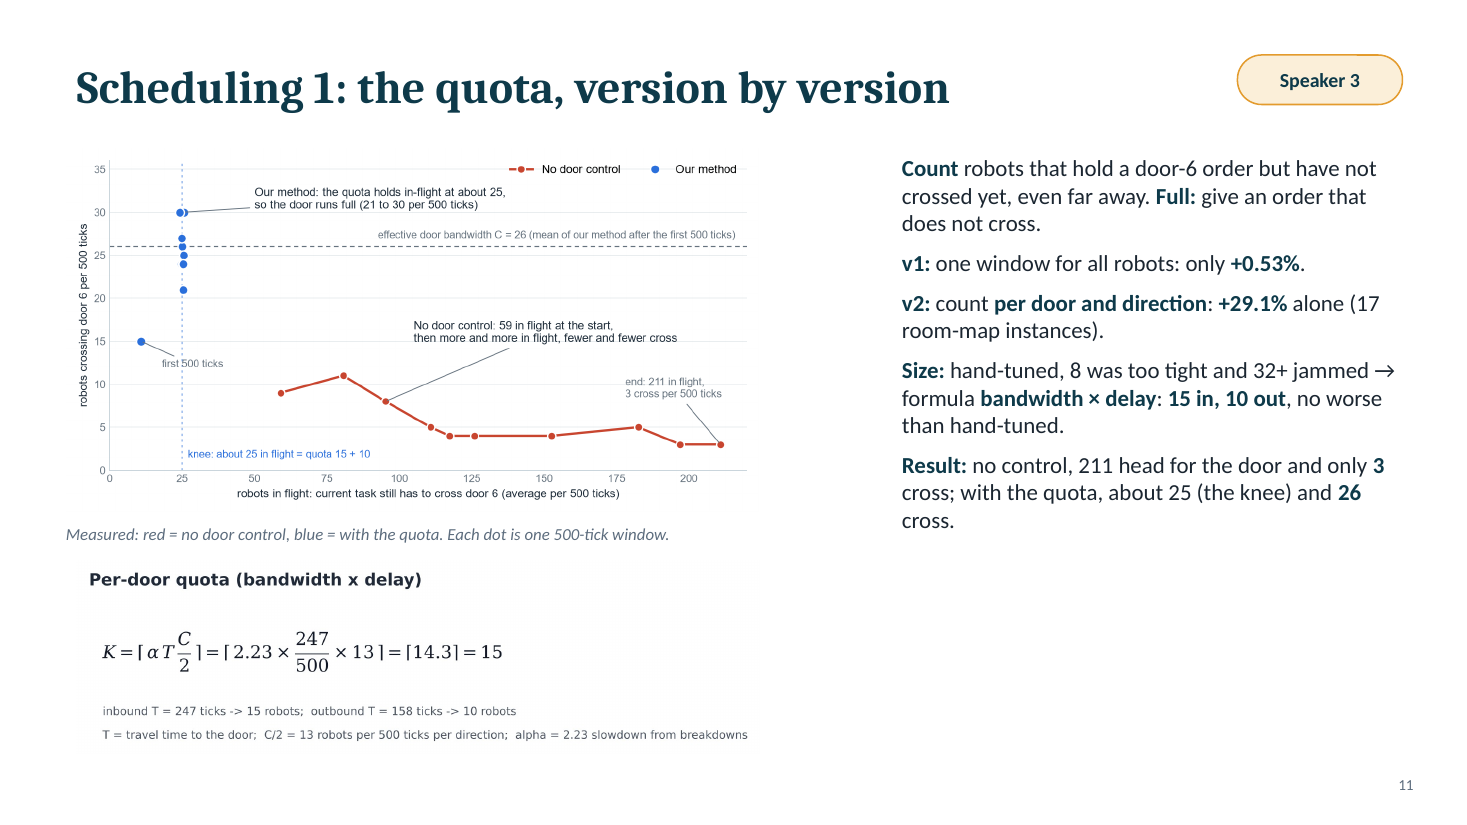 Scheduling 1: the quota, version by version
Speaker 3
35
30
25
20
15
10
5
0
robots crossing door 6 per 500 ticks
No door control
Our method
Our method: the quota holds in-flight at about 25,
so the door runs full (21 to 30 per 500 ticks)
effective door bandwidth C = 26 (mean of our method after the first 500 ticks)
No door control: 59 in flight at the start,
then more and more in flight, fewer and fewer cross
first 500 ticks
end: 211 in flight,
3 cross per 500 ticks
knee: about 25 in flight = quota 15 + 10
0 25 50 75 100 125 150 175 200
robots in flight: current task still has to cross door 6 (average per 500 ticks)
Measured: red = no door control, blue = with the quota. Each dot is one 500-tick window.
Per-door quota (bandwidth x delay)
K = ⌈ α T C/2 ⌉ = ⌈ 2.23 × 247/500 × 13 ⌉ = ⌈14.3⌉ = 15
inbound T = 247 ticks -> 15 robots; outbound T = 158 ticks -> 10 robots
T = travel time to the door; C/2 = 13 robots per 500 ticks per direction; alpha = 2.23 slowdown from breakdowns
Count robots that hold a door-6 order but have not
crossed yet, even far away. Full: give an order that
does not cross.
v1: one window for all robots: only +0.53%.
v2: count per door and direction: +29.1% alone (17
room-map instances).
Size: hand-tuned, 8 was too tight and 32+ jammed →
formula bandwidth × delay: 15 in, 10 out, no worse
than hand-tuned.
Result: no control, 211 head for the door and only 3
cross; with the quota, about 25 (the knee) and 26
cross.
11